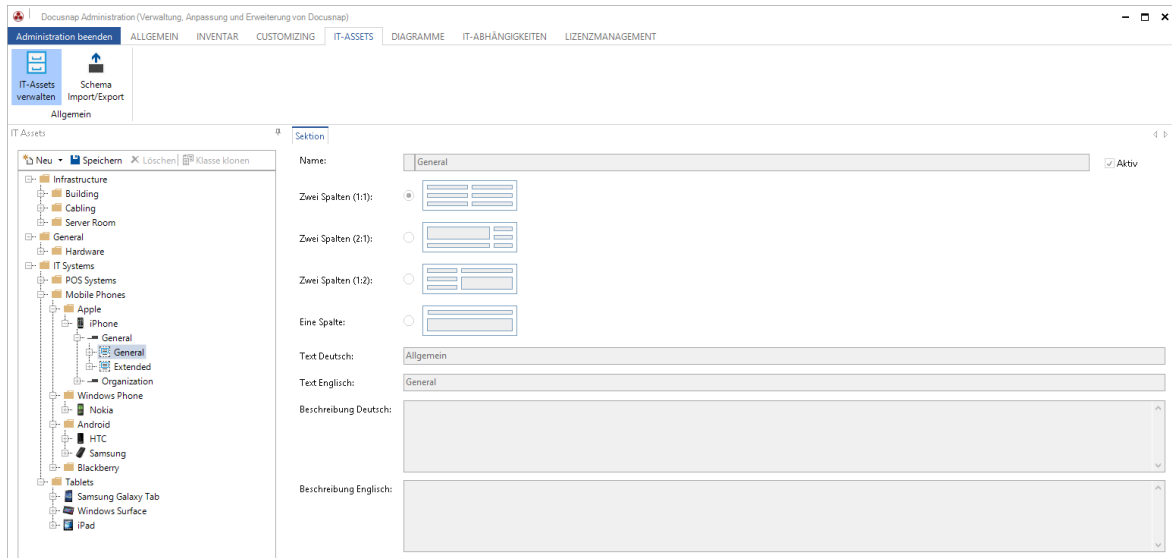 Docusnap Administration (Verwaltung, Anpassung und Erweiterung von Docusnap)
Administration beenden ALLGEMEIN INVENTAR CUSTOMIZING IT-ASSETS DIAGRAMME IT-ABHÄNGIGKEITEN LIZENZMANAGEMENT
IT-Assets verwalten
Schema Import/Export
Allgemein
IT Assets
Neu Speichern Löschen Klasse klonen
Infrastructure
Building
Cabling
Server Room
General
Hardware
IT Systems
POS Systems
Mobile Phones
Apple
iPhone
General
General
Extended
Organization
Windows Phone
Nokia
Android
HTC
Samsung
Blackberry
Tablets
Samsung Galaxy Tab
Windows Surface
iPad
Sektion
Name: General Aktiv
Zwei Spalten (1:1):
Zwei Spalten (2:1):
Zwei Spalten (1:2):
Eine Spalte:
Text Deutsch: Allgemein
Text Englisch: General
Beschreibung Deutsch:
Beschreibung Englisch: